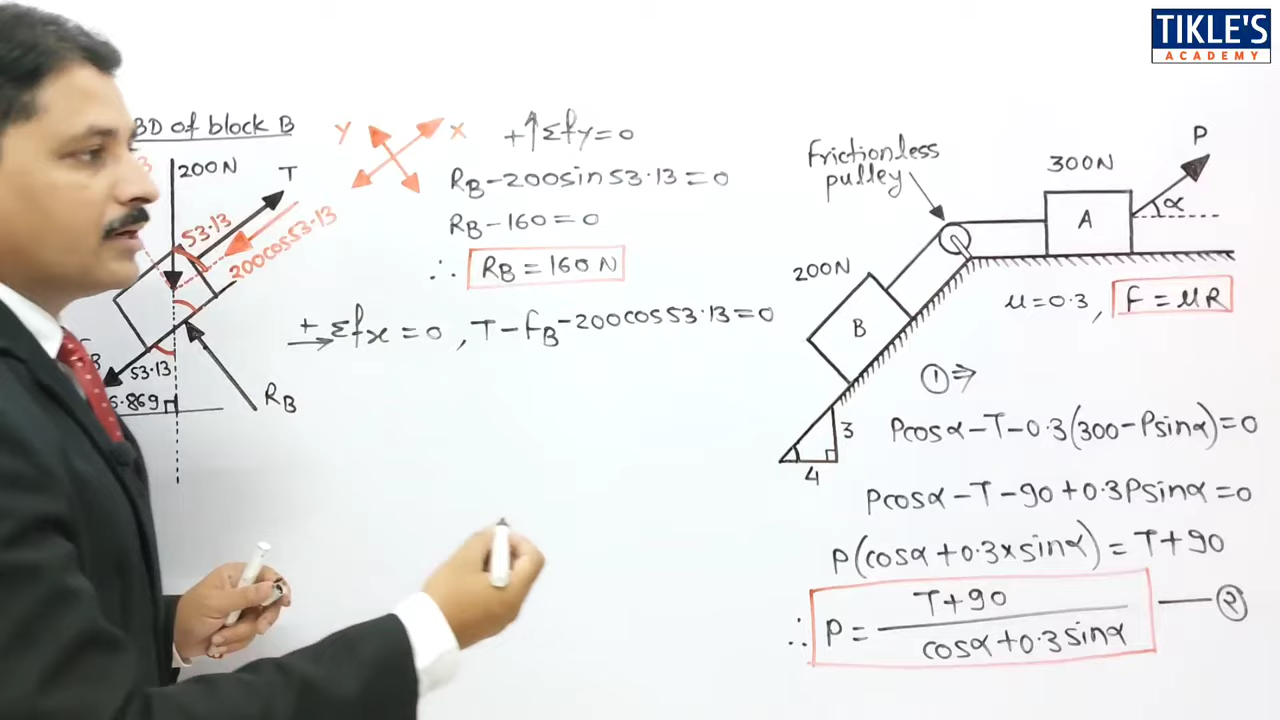 TIKLE'S
ACADEMY
BD of block B
200N
T
53.13
200cos53.13
53.13
B
6.869
RB
Y
X
+↑Σfy=0
RB-200sin53.13=0
RB-160=0
∴ RB=160N
+→ Σfx=0, T-FB-200cos53.13=0
Frictionless
pulley
300N
P
A
α
200N
B
μ=0.3, F=μR
3
4
①⇒
Pcosα-T-0.3(300-Psinα)=0
Pcosα-T-90+0.3Psinα=0
P(cosα+0.3×sinα)=T+90
∴ P= T+90
cosα+0.3sinα
—②